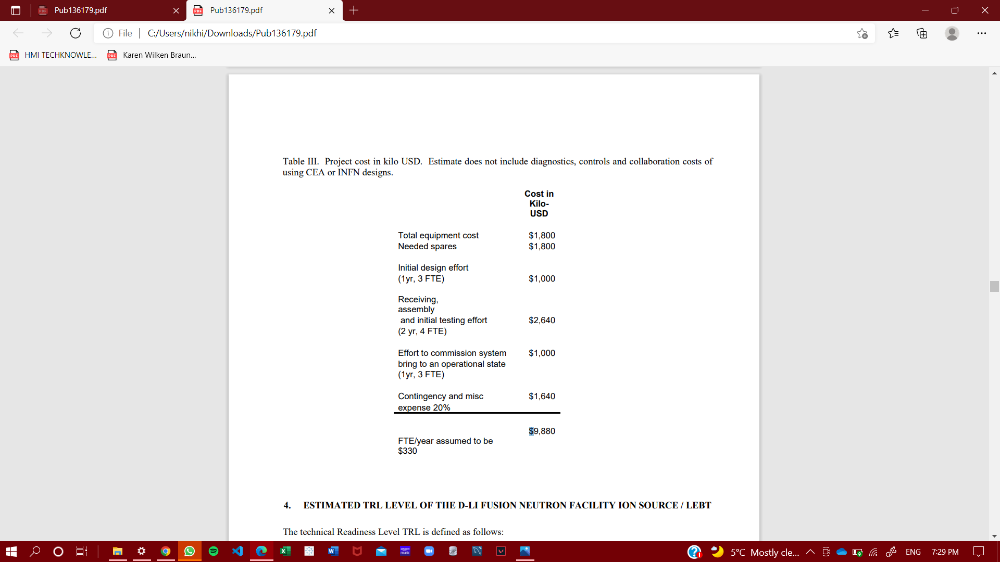 Pub136179.pdf
Pub136179.pdf
File
C:/Users/nikhi/Downloads/Pub136179.pdf
HMI TECHKNOWLE...
Karen Wilken Braun...
Table III. Project cost in kilo USD. Estimate does not include diagnostics, controls and collaboration costs of
using CEA or INFN designs.
Cost in
Kilo-
USD
Total equipment cost $1,800
Needed spares $1,800
Initial design effort
(1yr, 3 FTE) $1,000
Receiving,
assembly
and initial testing effort $2,640
(2 yr, 4 FTE)
Effort to commission system $1,000
bring to an operational state
(1yr, 3 FTE)
Contingency and misc $1,640
expense 20%
$9,880
FTE/year assumed to be
$330
4. ESTIMATED TRL LEVEL OF THE D-LI FUSION NEUTRON FACILITY ION SOURCE / LEBT
The technical Readiness Level TRL is defined as follows:
5°C Mostly cle... ENG 7:29 PM